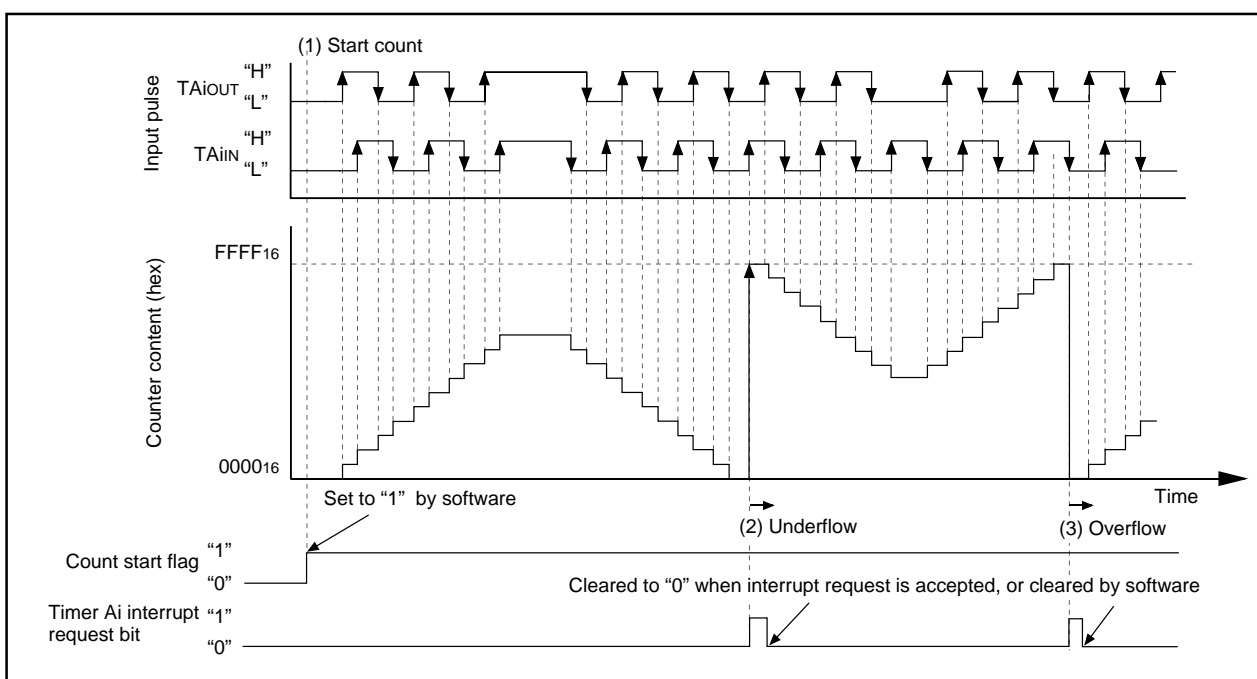 (1) Start count
Input pulse
TAiOUT
“H”
“L”
TAiIN
“H”
“L”
Counter content (hex)
FFFF16
000016
Time
Set to “1” by software
(2) Underflow
(3) Overflow
Count start flag
“1”
“0”
Cleared to “0” when interrupt request is accepted, or cleared by software
Timer Ai interrupt
request bit
“1”
“0”